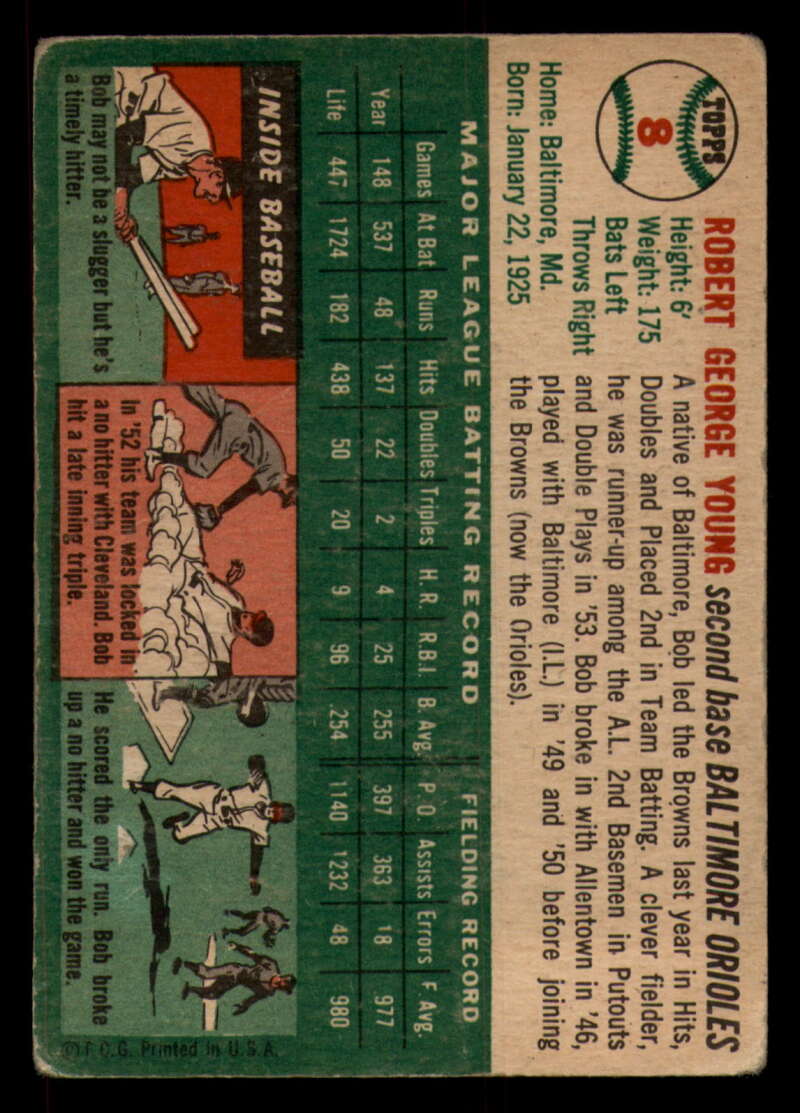 TOPPS
8
ROBERT GEORGE YOUNG second base BALTIMORE ORIOLES
Height: 6'
Weight: 175
Bats Left
Throws Right
Home: Baltimore, Md.
Born: January 22, 1925
A native of Baltimore, Bob led the Browns last year in Hits,
Doubles and Placed 2nd in Team Batting. A clever fielder,
he was runner-up among the A.L. 2nd Basemen in Putouts
and Double Plays in '53. Bob broke in with Allentown in '46,
played with Baltimore (I.L.) in '49 and '50 before joining
the Browns (now the Orioles).
MAJOR LEAGUE BATTING RECORD FIELDING RECORD
Games At Bat Runs Hits Doubles Triples H.R. R.B.I. B. Avg. P.O. Assists Errors F. Avg.
Year 148 537 48 137 22 2 4 25 255 397 363 18 977
Life 447 1724 182 438 50 20 9 96 .254 1140 1232 48 980
INSIDE BASEBALL
Bob may not be a slugger but he's
a timely hitter.
In '52 his team was locked in
a no hitter with Cleveland. Bob
hit a late inning triple.
He scored the only run. Bob broke
up a no hitter and won the game.
© T.C.G. Printed in U.S.A.